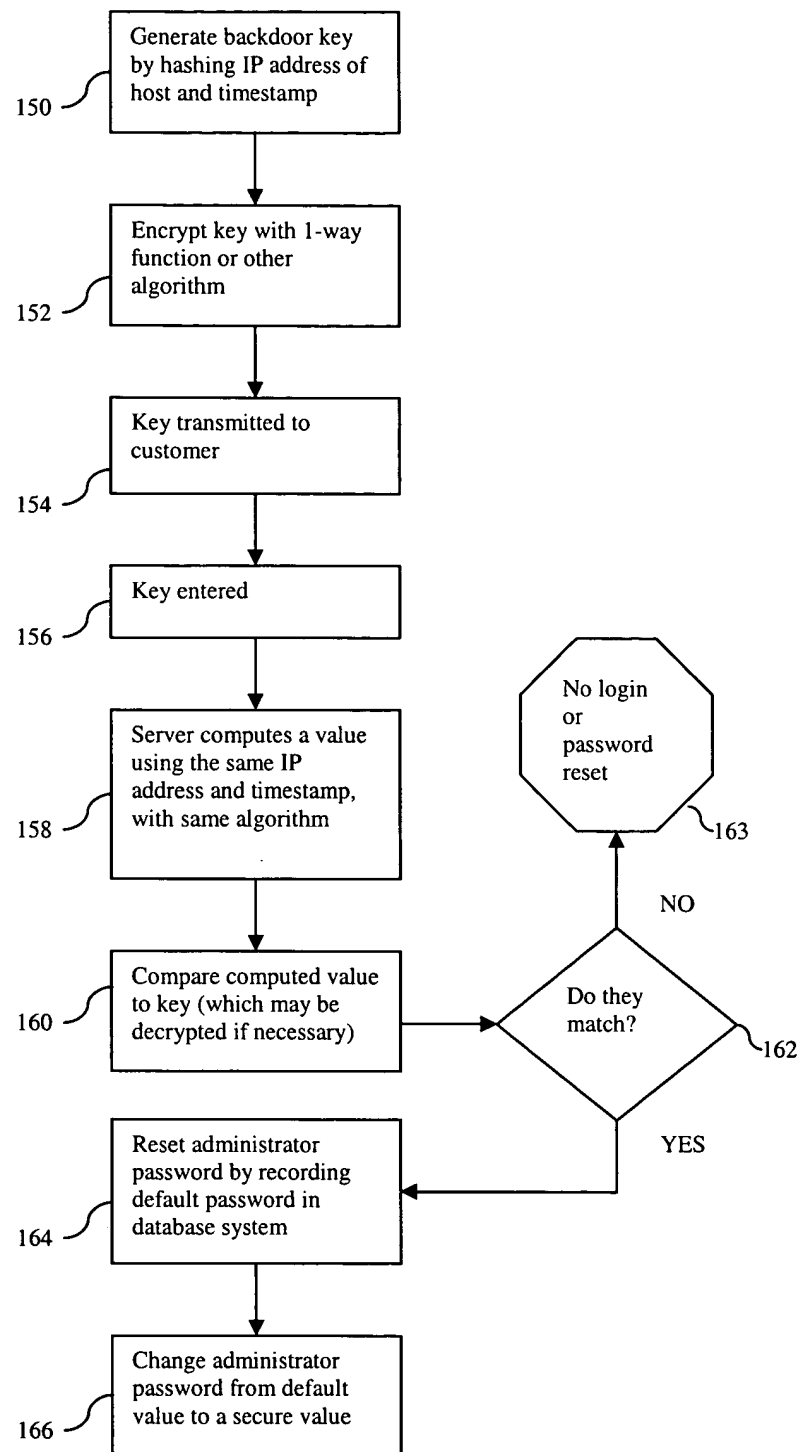 Generate backdoor key
by hashing IP address of
host and timestamp
150
Encrypt key with 1-way
function or other
algorithm
152
Key transmitted to
customer
154
Key entered
156
No login
or
password
reset
163
Server computes a value
using the same IP
address and timestamp,
with same algorithm
158
NO
Compare computed value
to key (which may be
decrypted if necessary)
160
Do they
match?
162
YES
Reset administrator
password by recording
default password in
database system
164
Change administrator
password from default
value to a secure value
166